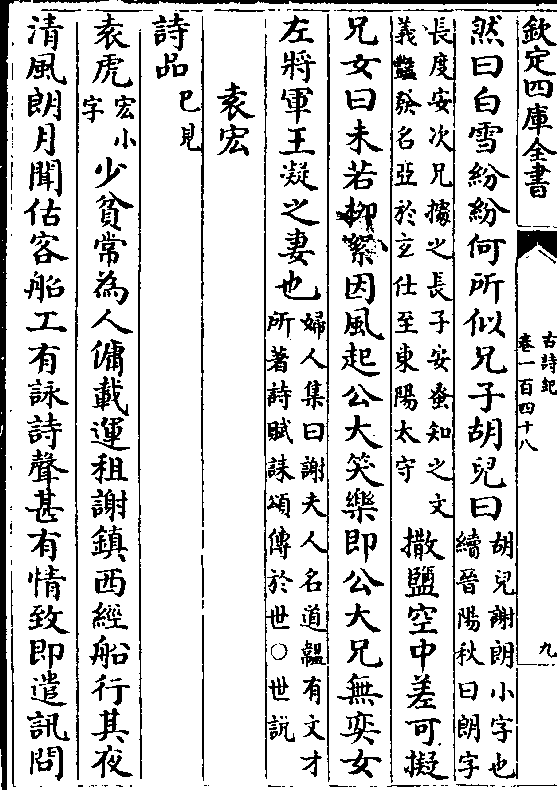 欽定四庫全書
古詩紀
卷一百四十八
九
然曰白雪紛紛何所似兄子胡兒曰
胡兒謝朗小字也
續晉陽秋曰朗字
長度安次兄據之長子安蚤知之文
義豔發名亞於玄仕至東陽太守
撒鹽空中差可擬
兄女曰未若柳絮因風起公大笑樂即公大兄無奕女
左將軍王凝之妻也
婦人集曰謝夫人名道韞有文才
所著詩賦誄頌傳於世○世說
袁宏
詩品
已見
袁虎
宏小
字
少貧常為人傭載運租謝鎮西經船行其夜
清風朗月聞估客船工有詠詩聲甚有情致即遣訊問